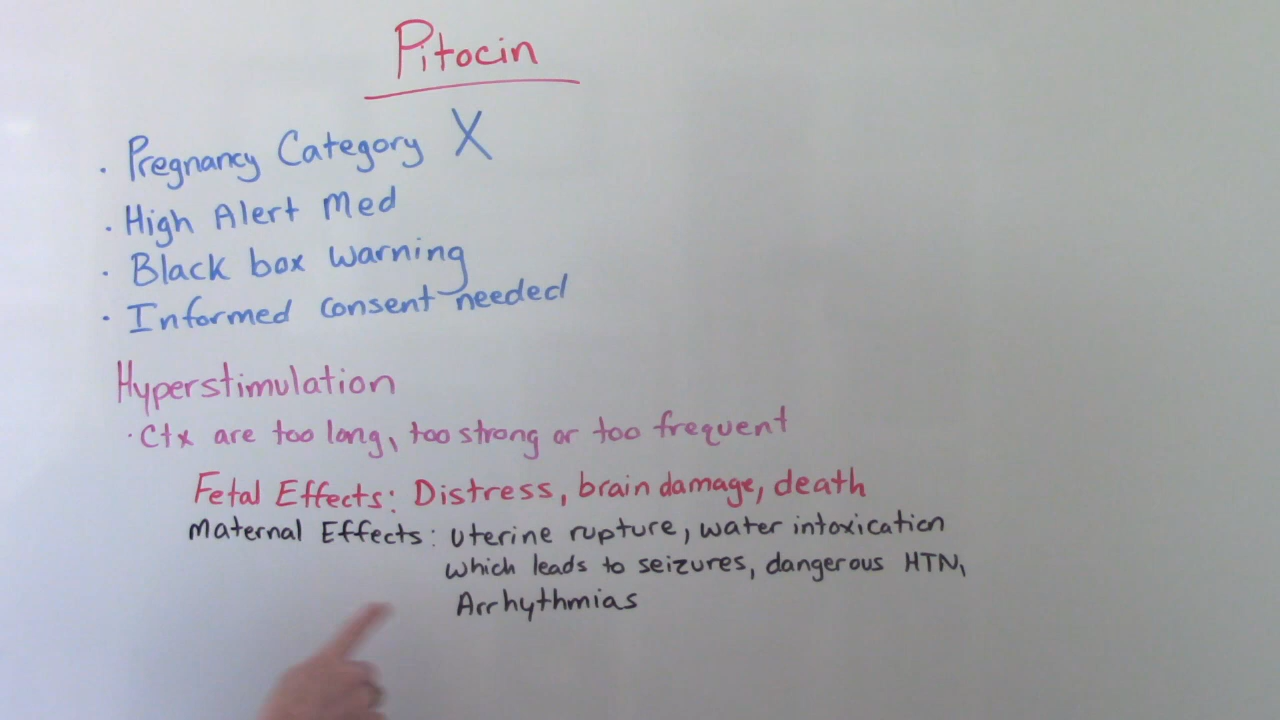 Pitocin
· Pregnancy Category X
· High Alert Med
· Black box warning
· Informed consent needed
Hyperstimulation
· Ctx are too long, too strong or too frequent
Fetal Effects: Distress, brain damage, death
Maternal Effects: uterine rupture, water intoxication
which leads to seizures, dangerous HTN,
Arrhythmias